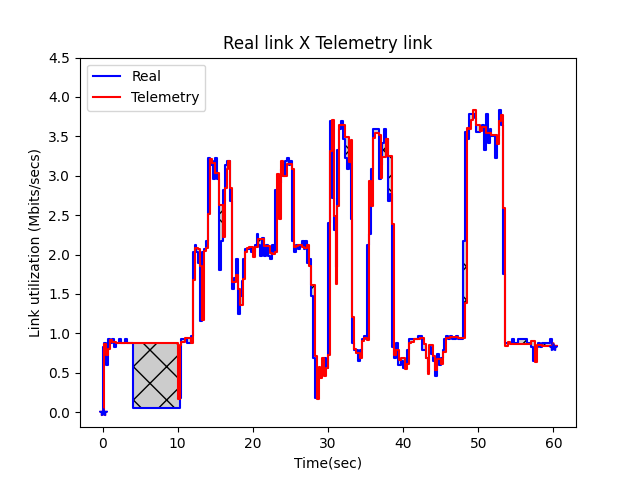 Real link X Telemetry link
Real
Telemetry
Link utilization (Mbits/secs)
4.5
4.0
3.5
3.0
2.5
2.0
1.5
1.0
0.5
0.0
0 10 20 30 40 50 60
Time(sec)